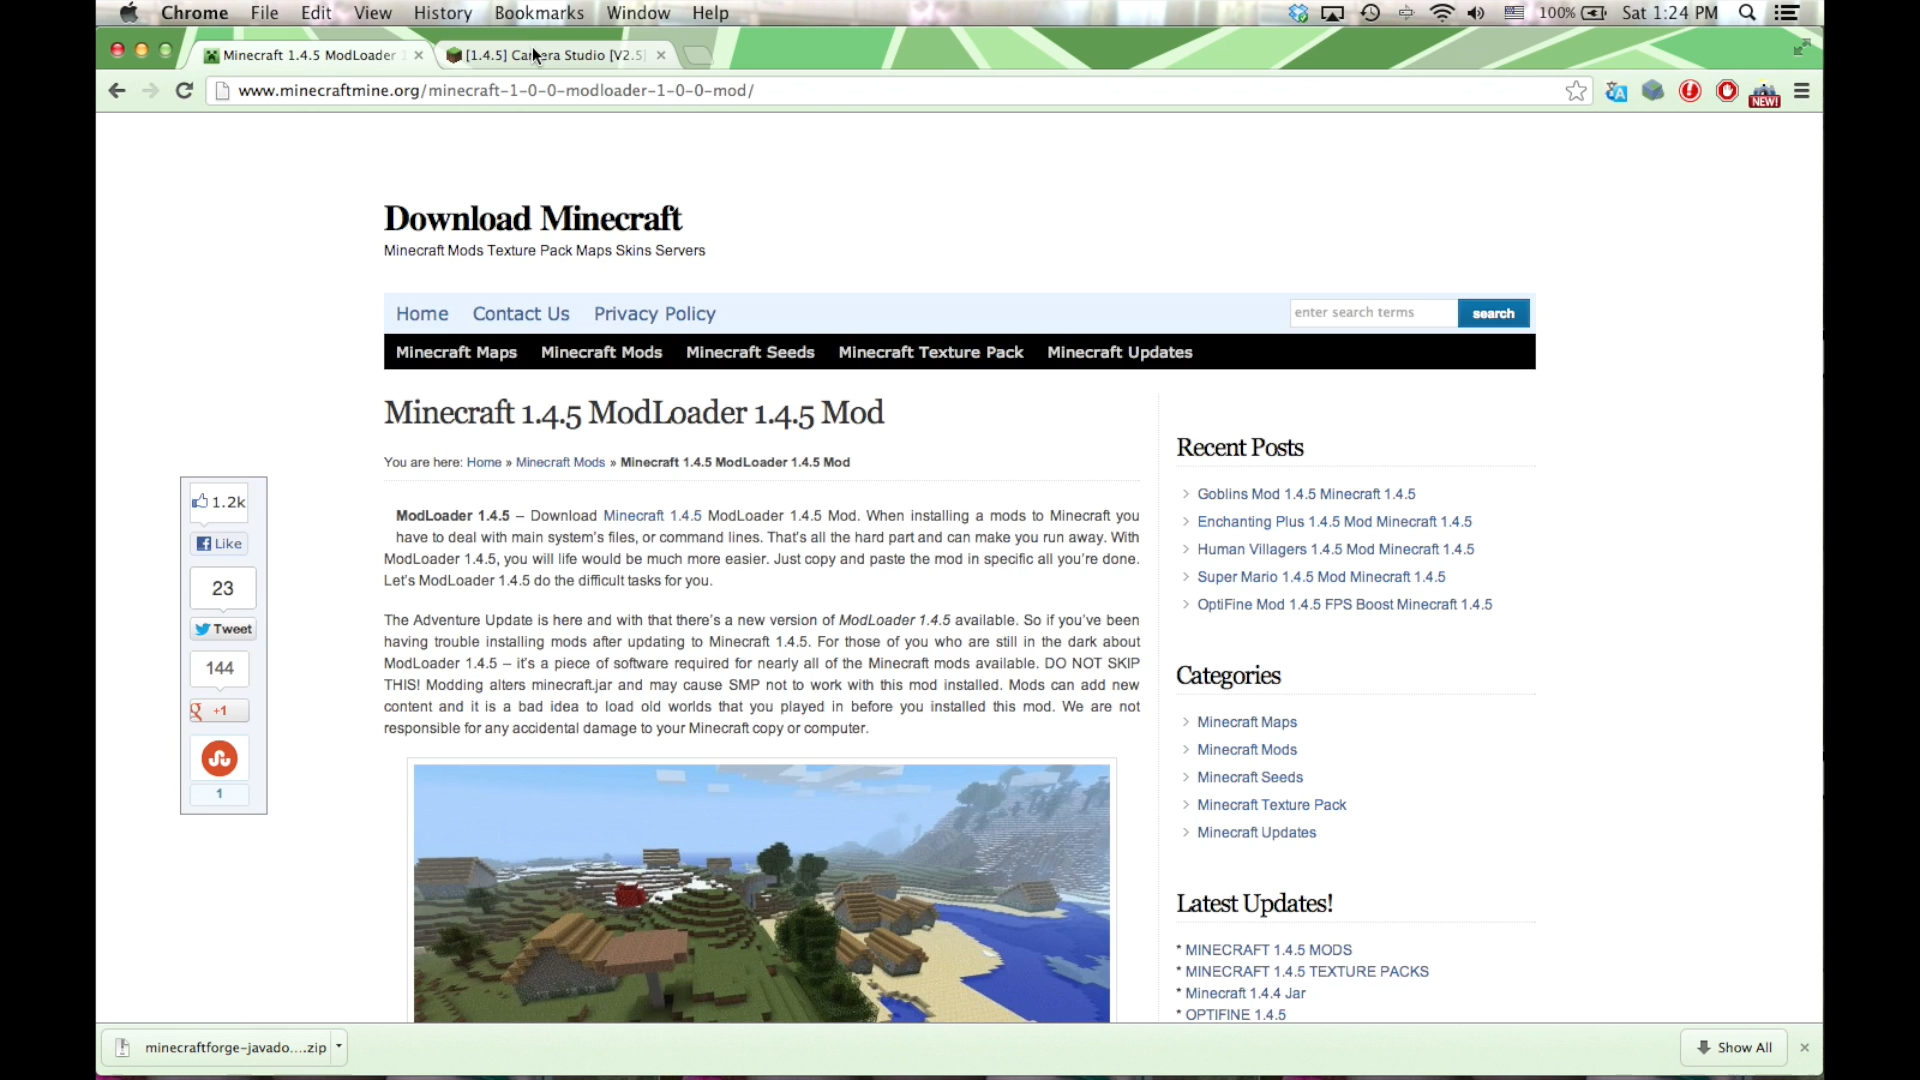 Chrome File Edit View History Bookmarks Window Help 100% Sat 1:24 PM
Minecraft 1.4.5 ModLoader [1.4.5] Camera Studio [V2.5]
www.minecraftmine.org/minecraft-1-0-0-modloader-1-0-0-mod/
NEW!
Download Minecraft
Minecraft Mods Texture Pack Maps Skins Servers
Home Contact Us Privacy Policy enter search terms search
Minecraft Maps Minecraft Mods Minecraft Seeds Minecraft Texture Pack Minecraft Updates
Minecraft 1.4.5 ModLoader 1.4.5 Mod
You are here: Home » Minecraft Mods » Minecraft 1.4.5 ModLoader 1.4.5 Mod
ModLoader 1.4.5 – Download Minecraft 1.4.5 ModLoader 1.4.5 Mod. When installing a mods to Minecraft you
have to deal with main system's files, or command lines. That's all the hard part and can make you run away. With
ModLoader 1.4.5, you will life would be much more easier. Just copy and paste the mod in specific all you're done.
Let's ModLoader 1.4.5 do the difficult tasks for you.
The Adventure Update is here and with that there's a new version of ModLoader 1.4.5 available. So if you've been
having trouble installing mods after updating to Minecraft 1.4.5. For those of you who are still in the dark about
ModLoader 1.4.5 – it's a piece of software required for nearly all of the Minecraft mods available. DO NOT SKIP
THIS! Modding alters minecraft.jar and may cause SMP not to work with this mod installed. Mods can add new
content and it is a bad idea to load old worlds that you played in before you installed this mod. We are not
responsible for any accidental damage to your Minecraft copy or computer.
1.2k
Like
23
Tweet
144
+1
1
Recent Posts
Goblins Mod 1.4.5 Minecraft 1.4.5
Enchanting Plus 1.4.5 Mod Minecraft 1.4.5
Human Villagers 1.4.5 Mod Minecraft 1.4.5
Super Mario 1.4.5 Mod Minecraft 1.4.5
OptiFine Mod 1.4.5 FPS Boost Minecraft 1.4.5
Categories
Minecraft Maps
Minecraft Mods
Minecraft Seeds
Minecraft Texture Pack
Minecraft Updates
Latest Updates!
* MINECRAFT 1.4.5 MODS
* MINECRAFT 1.4.5 TEXTURE PACKS
* Minecraft 1.4.4 Jar
* OPTIFINE 1.4.5
minecraftforge-javado....zip Show All